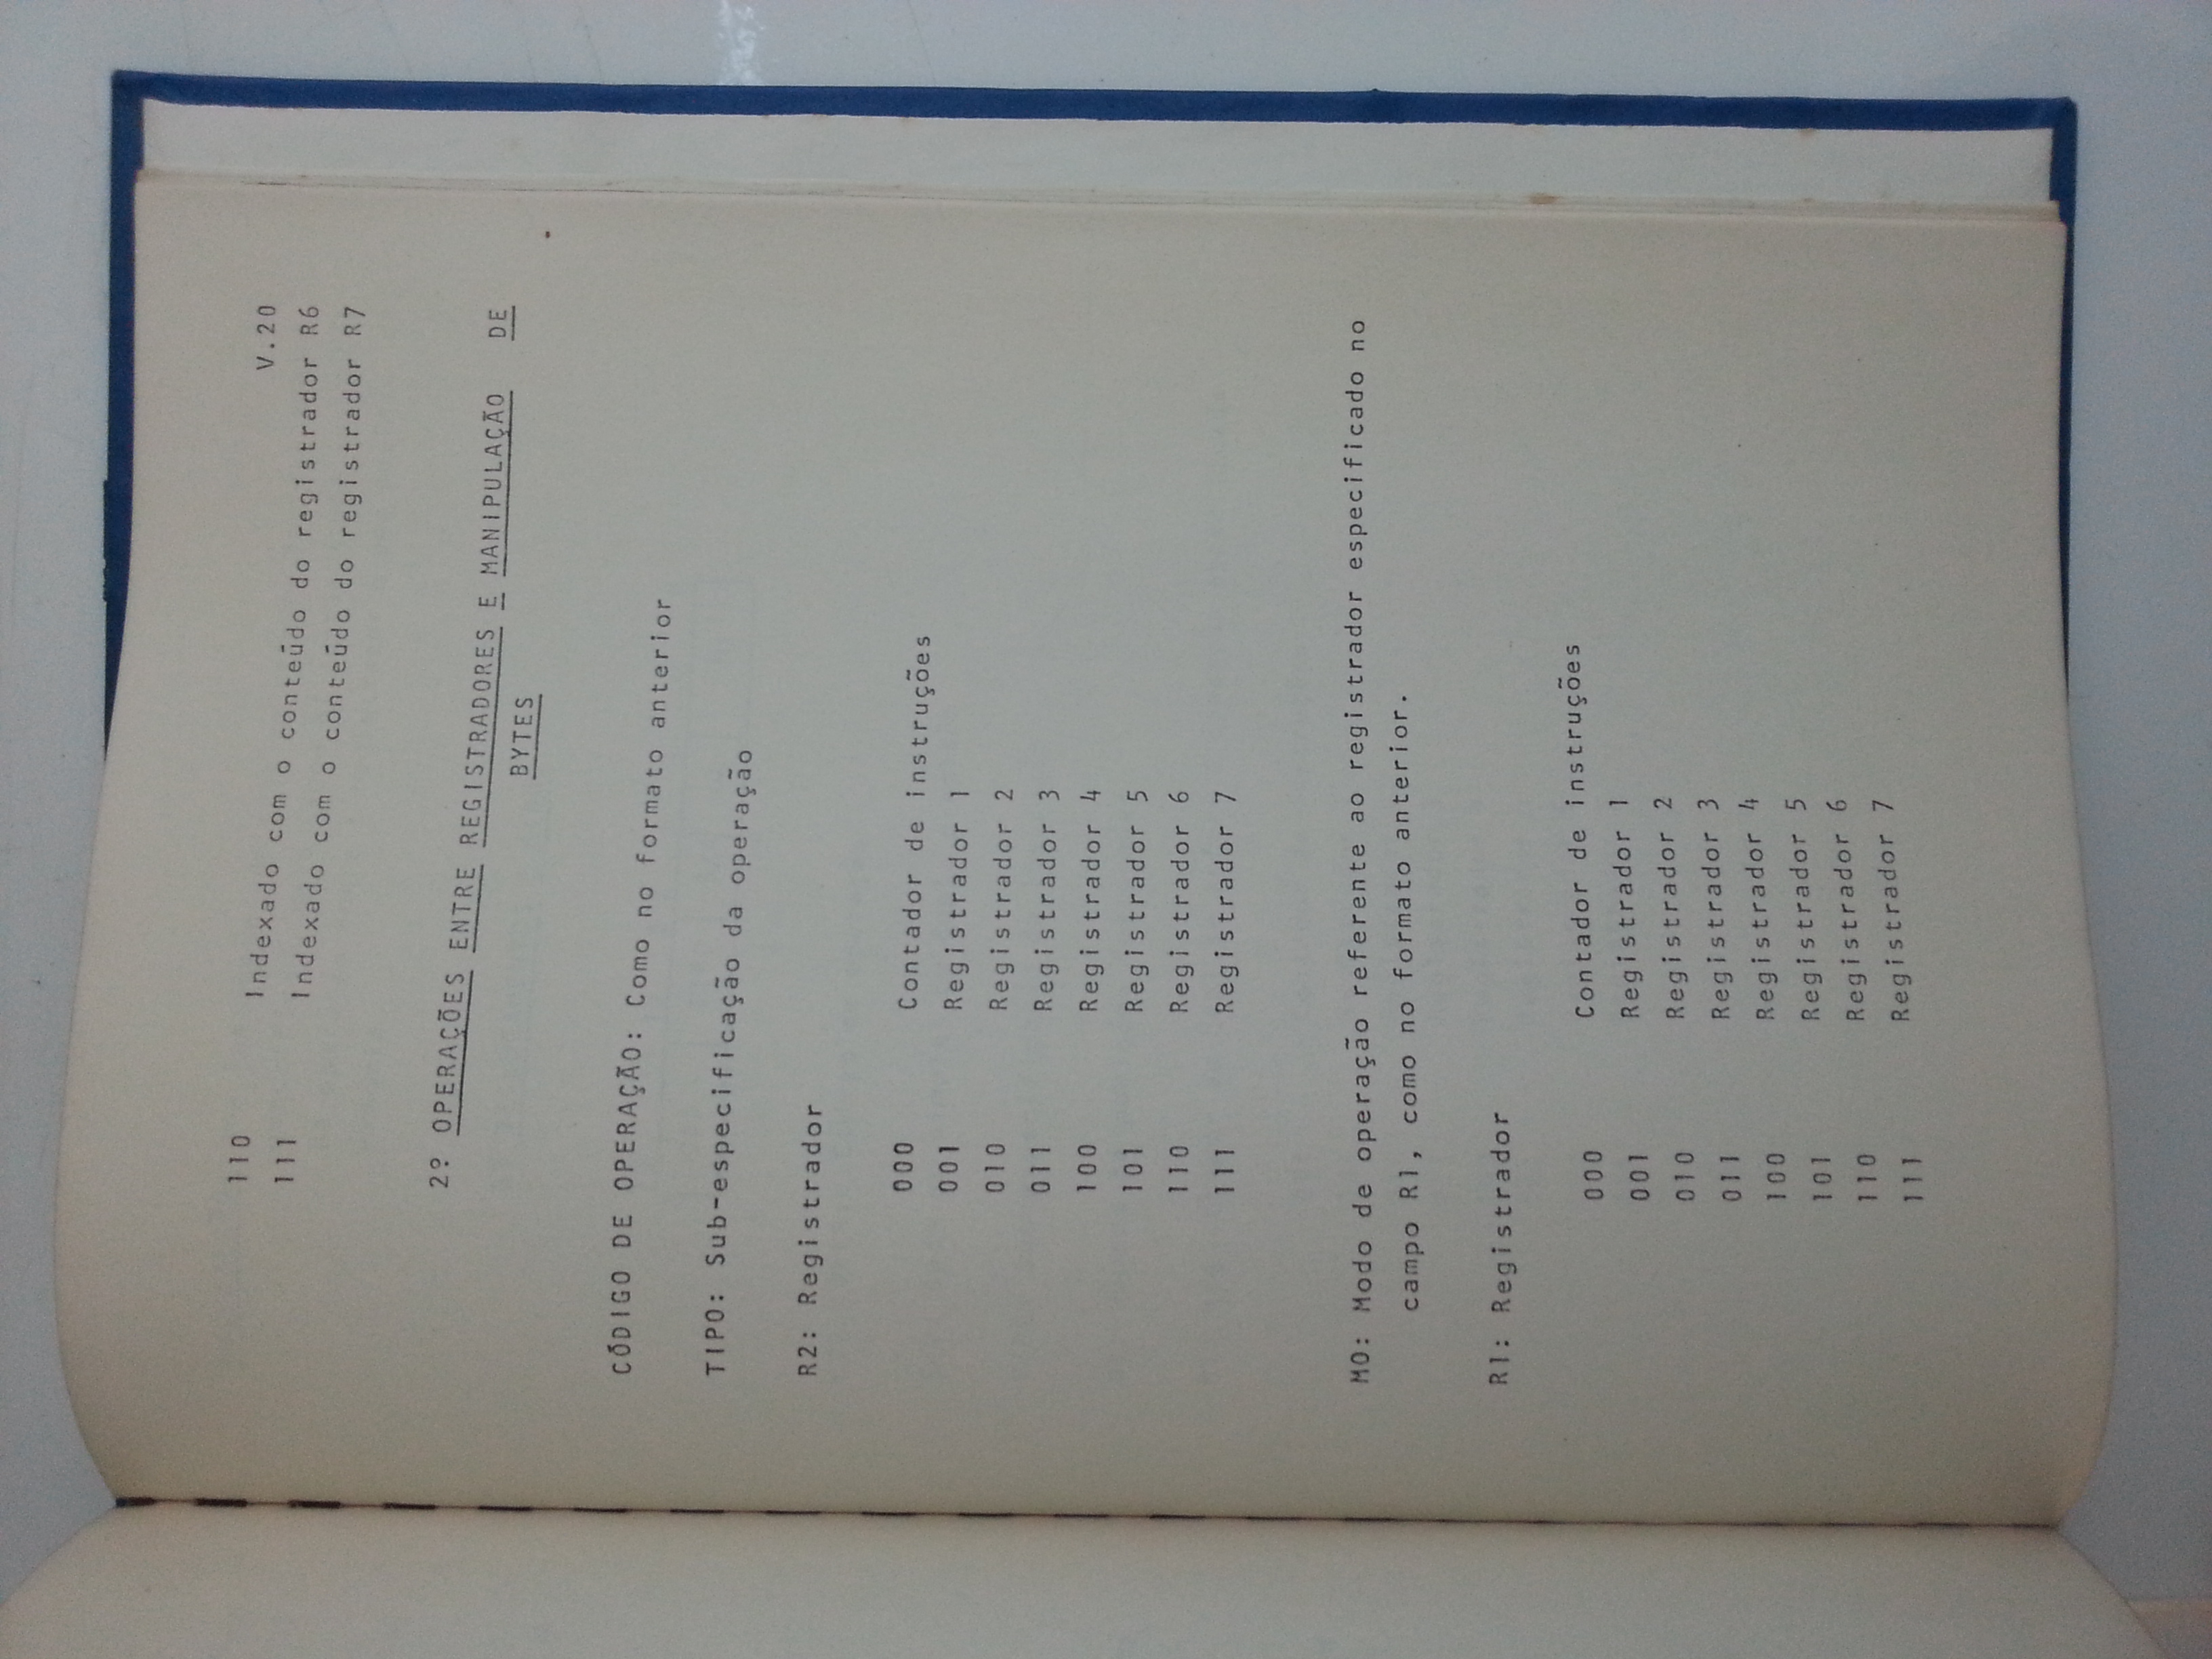 V.20
110 Indexado com o conteúdo do registrador R6
111 Indexado com o conteúdo do registrador R7
2º OPERAÇÕES ENTRE REGISTRADORES E MANIPULAÇÃO DE
BYTES
CÓDIGO DE OPERAÇÃO: Como no formato anterior
TIPO: Sub-especificação da operação
R2: Registrador
000 Contador de instruções
001 Registrador 1
010 Registrador 2
011 Registrador 3
100 Registrador 4
101 Registrador 5
110 Registrador 6
111 Registrador 7
MO: Modo de operação referente ao registrador especificado no
campo R1, como no formato anterior.
R1: Registrador
000 Contador de instruções
001 Registrador 1
010 Registrador 2
011 Registrador 3
100 Registrador 4
101 Registrador 5
110 Registrador 6
111 Registrador 7